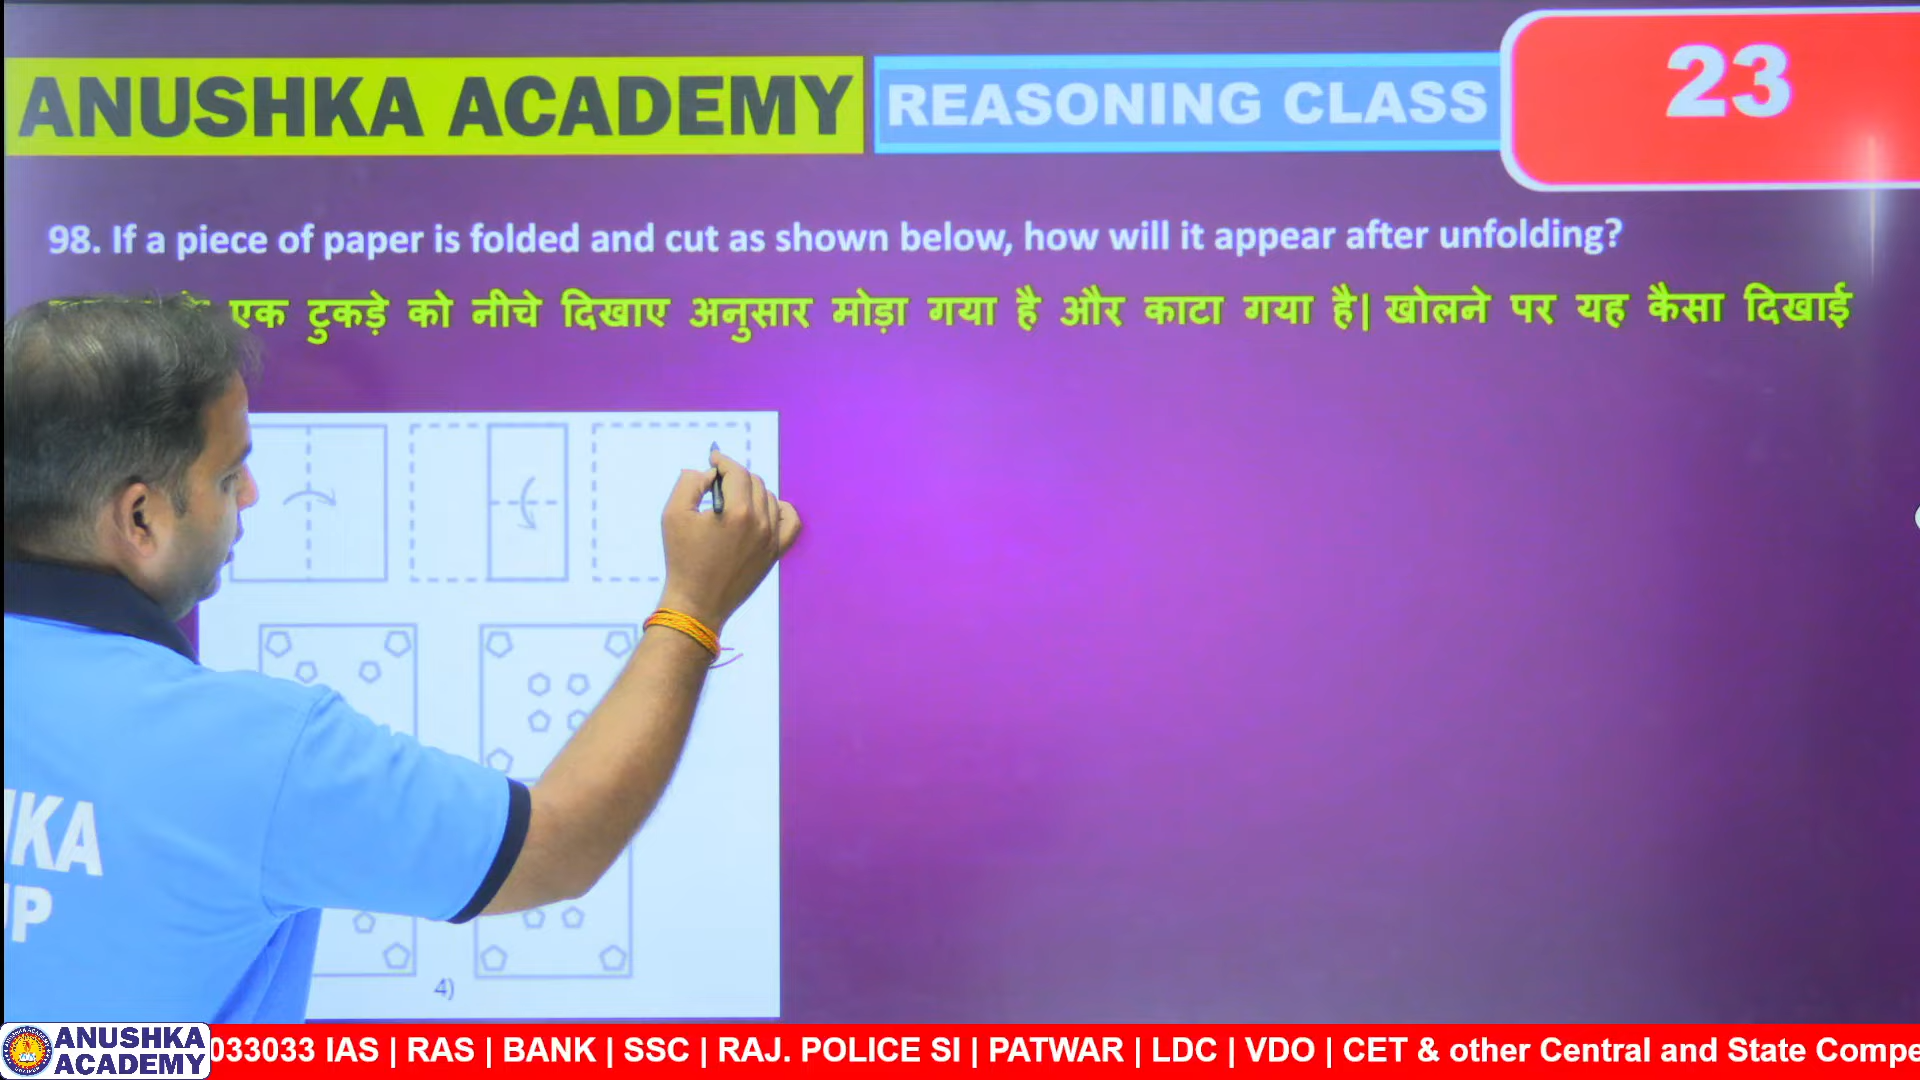 ANUSHKA ACADEMY REASONING CLASS 23
98. If a piece of paper is folded and cut as shown below, how will it appear after unfolding?
एक टुकड़े को नीचे दिखाए अनुसार मोड़ा गया है और काटा गया है| खोलने पर यह कैसा दिखाई
KA
P
4)
ANUSHKA
ACADEMY
033033 IAS | RAS | BANK | SSC | RAJ. POLICE SI | PATWAR | LDC | VDO | CET & other Central and State Compe